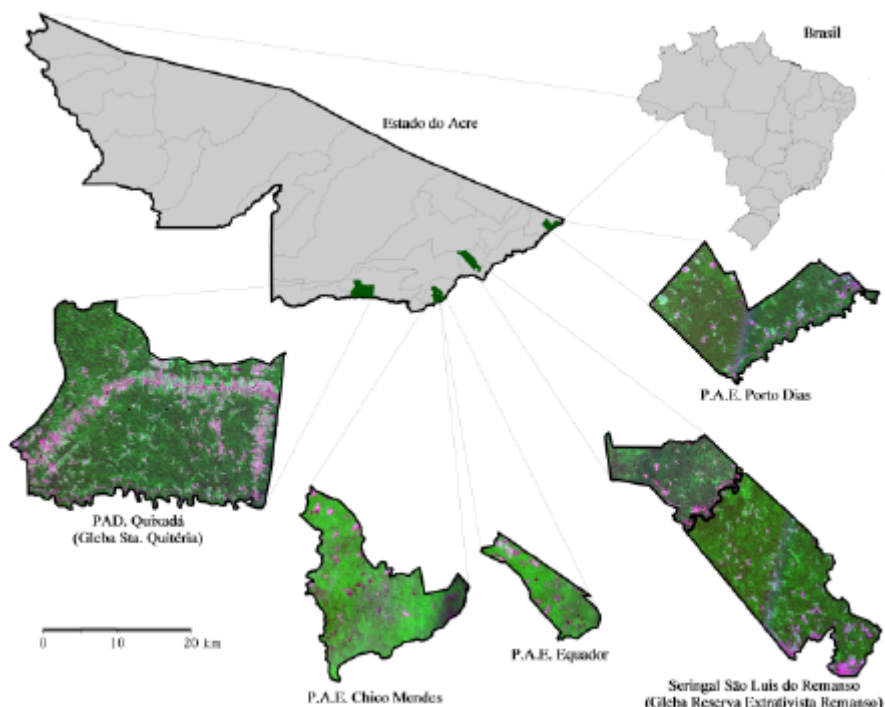 Brasil
Estado do Acre
P.A.E. Porto Dias
PAD. Quixadá
(Gleba Sta. Quitéria)
P.A.E. Equador
P.A.E. Chico Mendes
Seringal São Luis do Remanso
(Gleba Reserva Extrativista Remanso)
0 10 20 km